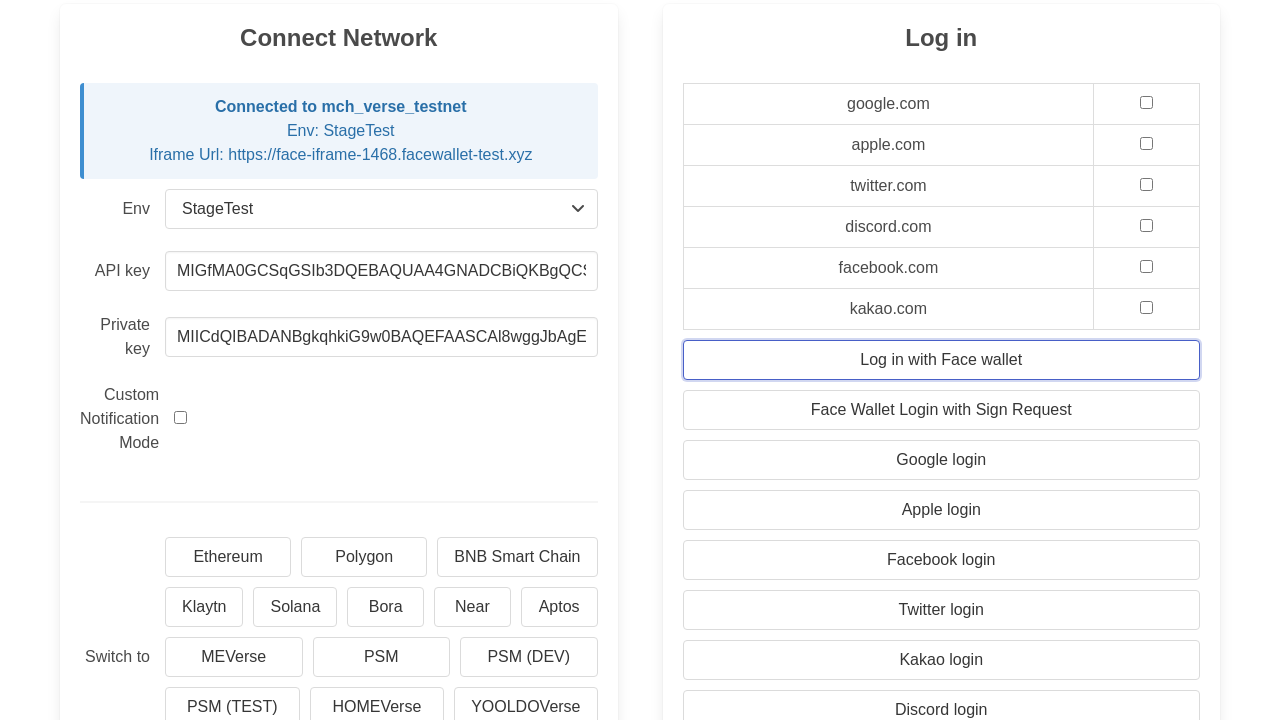 Connect Network
Connected to mch_verse_testnet
Env: StageTest
Iframe Url: https://face-iframe-1468.facewallet-test.xyz
Env
StageTest
API key
MIGfMA0GCSqGSIb3DQEBAQUAA4GNADCBiQKBgQCS
Private
key
MIICdQIBADANBgkqhkiG9w0BAQEFAASCAl8wggJbAgE
Custom
Notification
Mode
Ethereum
Polygon
BNB Smart Chain
Klaytn
Solana
Bora
Near
Aptos
Switch to
MEVerse
PSM
PSM (DEV)
PSM (TEST)
HOMEVerse
YOOLDOVerse
Log in
google.com
apple.com
twitter.com
discord.com
facebook.com
kakao.com
Log in with Face wallet
Face Wallet Login with Sign Request
Google login
Apple login
Facebook login
Twitter login
Kakao login
Discord login